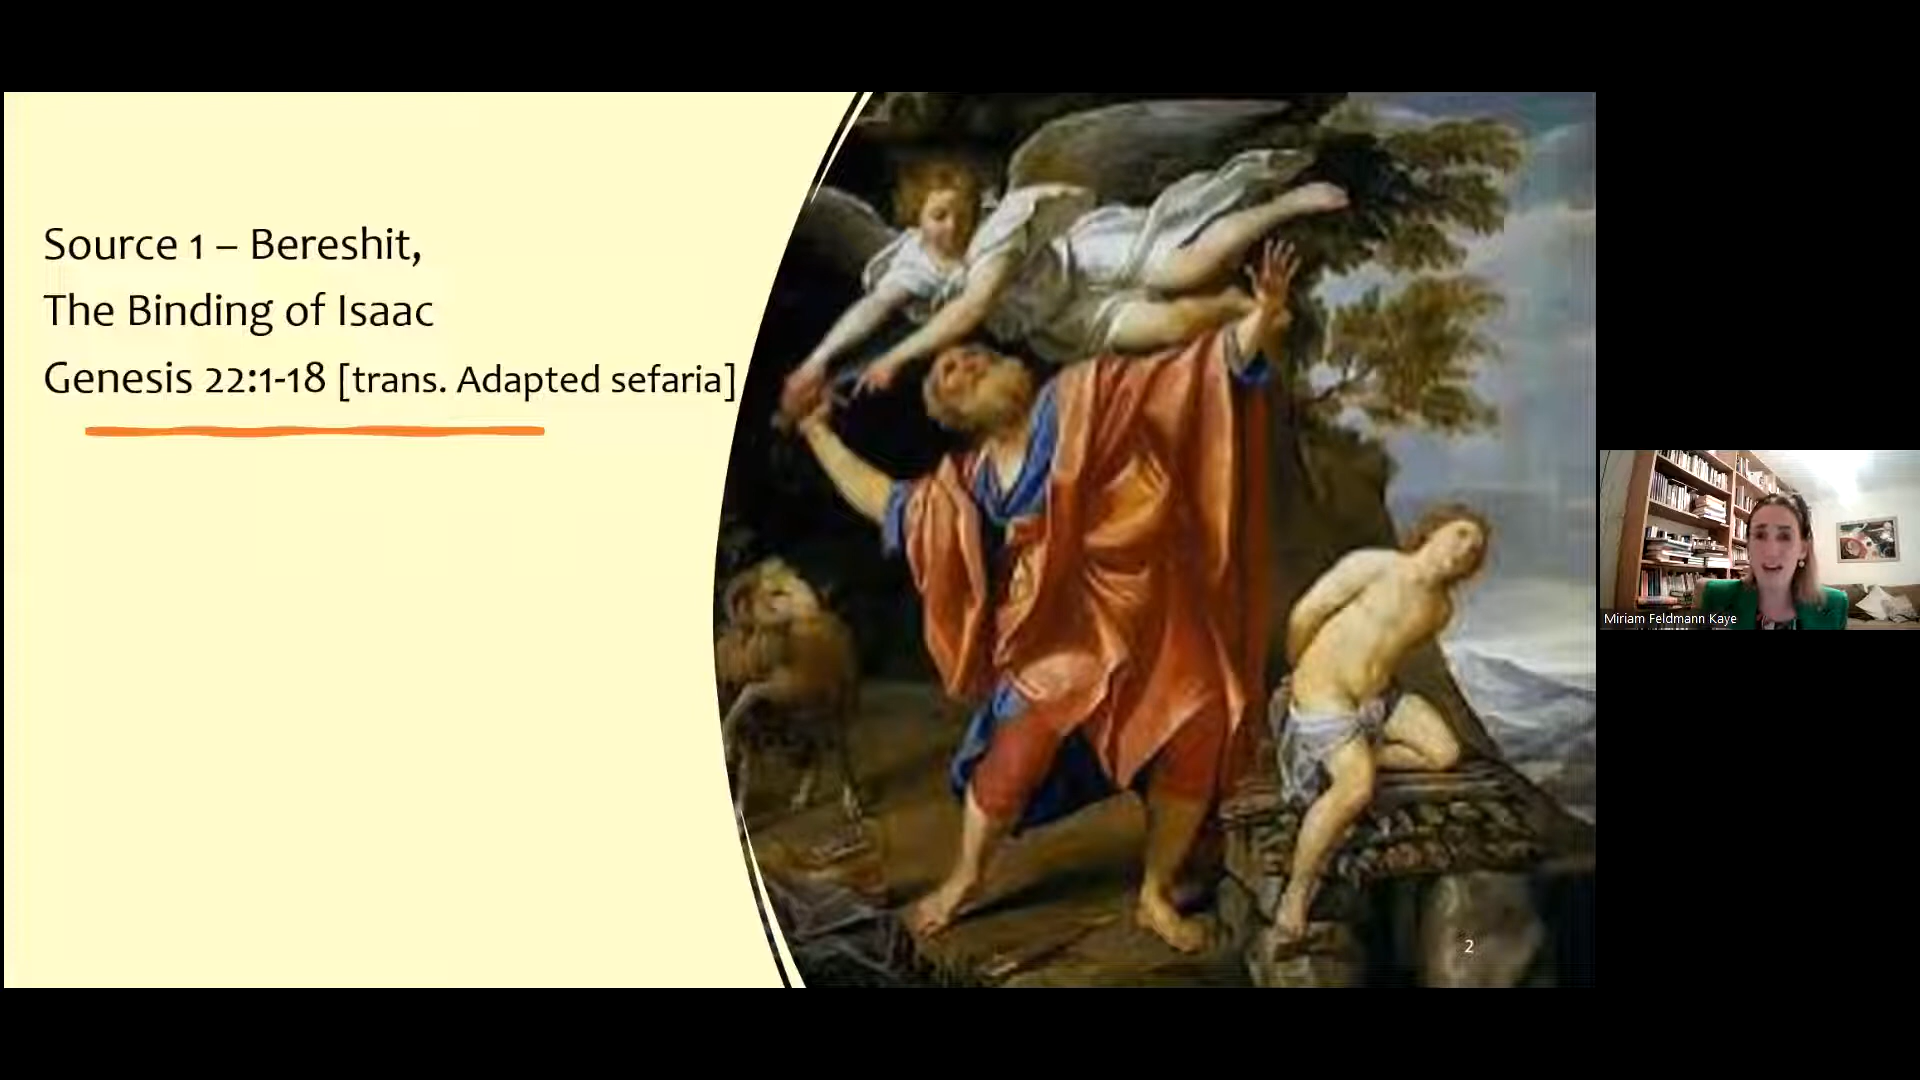 Source 1 – Bereshit,
The Binding of Isaac
Genesis 22:1-18 [trans. Adapted sefaria]
2
Miriam Feldmann Kaye